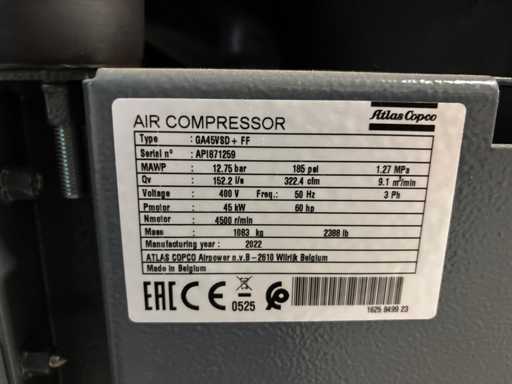 Atlas Copco
AIR COMPRESSOR
Type : GA45VSD + FF
Serial n° : API871259
MAWP : 12.75 bar 185 psi 1.27 MPa
Qv : 152.2 l/s 322.4 cfm 9.1 m³/min
Voltage : 400 V Freq.: 50 Hz 3 Ph
Pmotor : 45 kW 60 hp
Nmotor : 4500 r/min
Mass : 1083 kg 2388 lb
Manufacturing year : 2022
ATLAS COPCO Airpower n.v.B – 2610 Wilrijk Belgium
Made in Belgium
EAC CE 0525
1625 8499 23